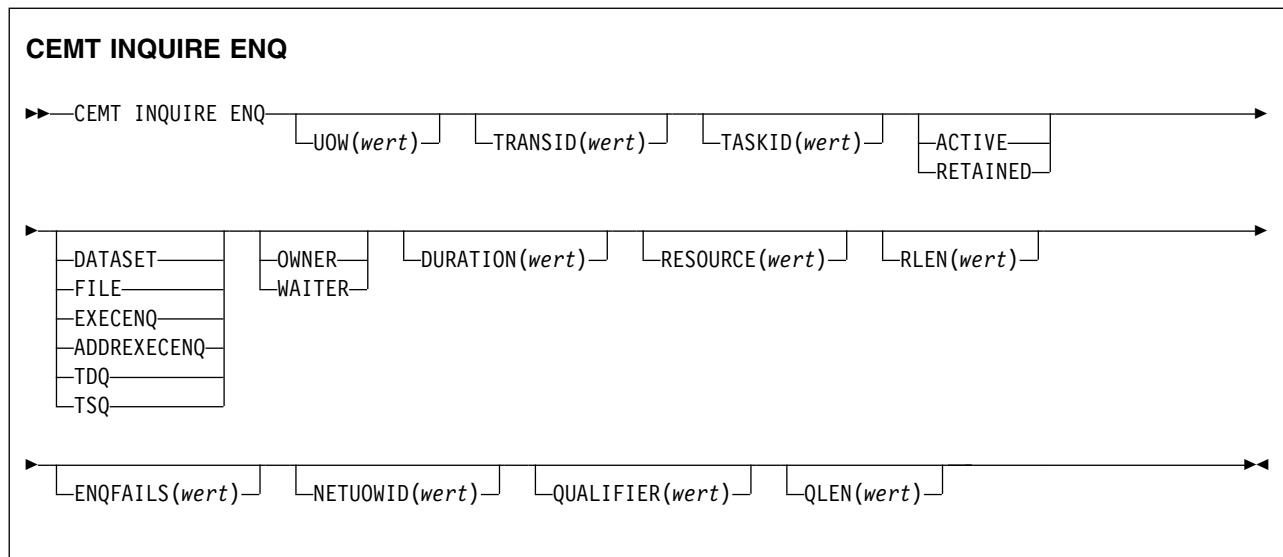 CEMT INQUIRE ENQ
CEMT INQUIRE ENQ
UOW(wert) TRANSID(wert) TASKID(wert) ACTIVE
RETAINED
DATASET OWNER DURATION(wert) RESOURCE(wert) RLEN(wert)
FILE WAITER
EXECENQ
ADDREXECENQ
TDQ
TSQ
ENQFAILS(wert) NETUOWID(wert) QUALIFIER(wert) QLEN(wert)